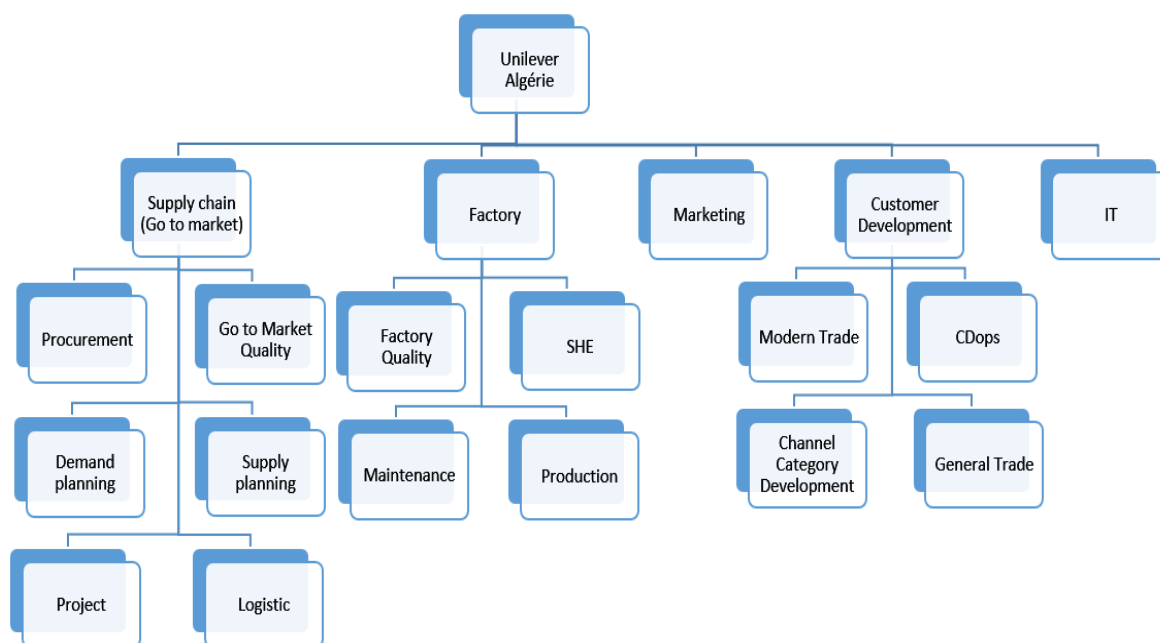 Unilever
Algérie
Supply chain
(Go to market)
Factory
Marketing
Customer
Development
IT
Procurement
Go to Market
Quality
Factory
Quality
SHE
Modern Trade
CDops
Demand
planning
Supply
planning
Maintenance
Production
Channel
Category
Development
General Trade
Project
Logistic